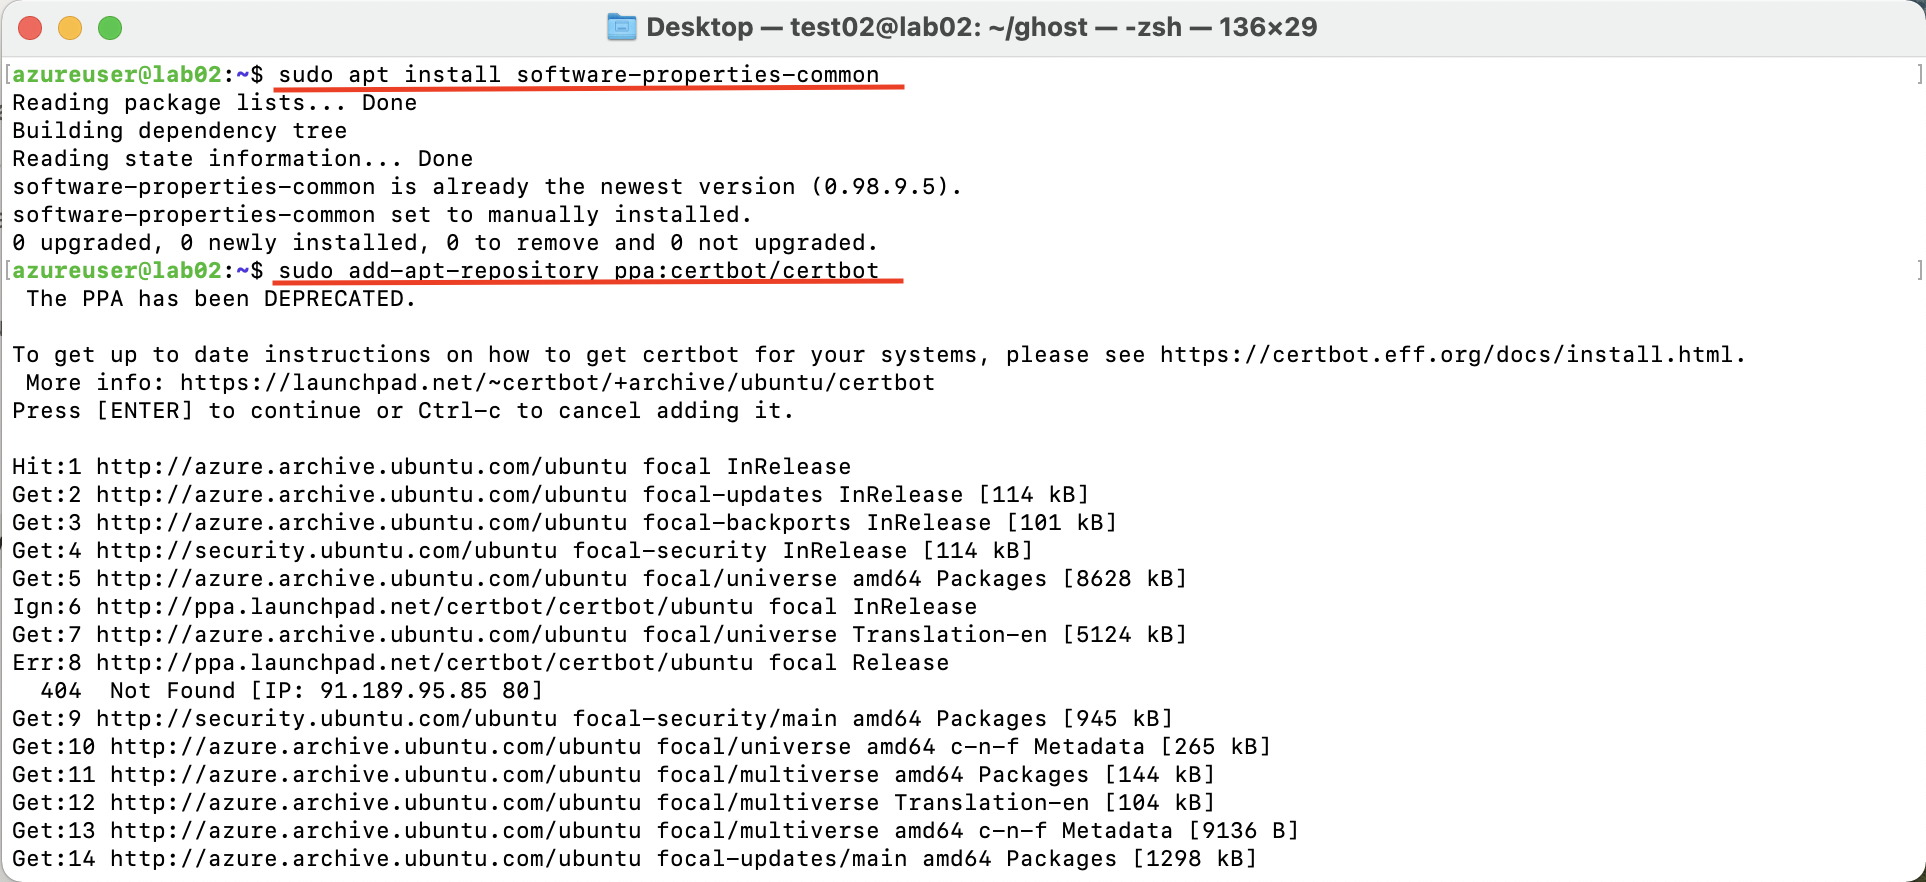 Desktop — test02@lab02: ~/ghost — -zsh — 136×29
[azureuser@lab02:~$ sudo apt install software-properties-common ]
Reading package lists... Done
Building dependency tree
Reading state information... Done
software-properties-common is already the newest version (0.98.9.5).
software-properties-common set to manually installed.
0 upgraded, 0 newly installed, 0 to remove and 0 not upgraded.
[azureuser@lab02:~$ sudo add-apt-repository ppa:certbot/certbot ]
 The PPA has been DEPRECATED.

To get up to date instructions on how to get certbot for your systems, please see https://certbot.eff.org/docs/install.html.
 More info: https://launchpad.net/~certbot/+archive/ubuntu/certbot
Press [ENTER] to continue or Ctrl-c to cancel adding it.

Hit:1 http://azure.archive.ubuntu.com/ubuntu focal InRelease
Get:2 http://azure.archive.ubuntu.com/ubuntu focal-updates InRelease [114 kB]
Get:3 http://azure.archive.ubuntu.com/ubuntu focal-backports InRelease [101 kB]
Get:4 http://security.ubuntu.com/ubuntu focal-security InRelease [114 kB]
Get:5 http://azure.archive.ubuntu.com/ubuntu focal/universe amd64 Packages [8628 kB]
Ign:6 http://ppa.launchpad.net/certbot/certbot/ubuntu focal InRelease
Get:7 http://azure.archive.ubuntu.com/ubuntu focal/universe Translation-en [5124 kB]
Err:8 http://ppa.launchpad.net/certbot/certbot/ubuntu focal Release
  404  Not Found [IP: 91.189.95.85 80]
Get:9 http://security.ubuntu.com/ubuntu focal-security/main amd64 Packages [945 kB]
Get:10 http://azure.archive.ubuntu.com/ubuntu focal/universe amd64 c-n-f Metadata [265 kB]
Get:11 http://azure.archive.ubuntu.com/ubuntu focal/multiverse amd64 Packages [144 kB]
Get:12 http://azure.archive.ubuntu.com/ubuntu focal/multiverse Translation-en [104 kB]
Get:13 http://azure.archive.ubuntu.com/ubuntu focal/multiverse amd64 c-n-f Metadata [9136 B]
Get:14 http://azure.archive.ubuntu.com/ubuntu focal-updates/main amd64 Packages [1298 kB]